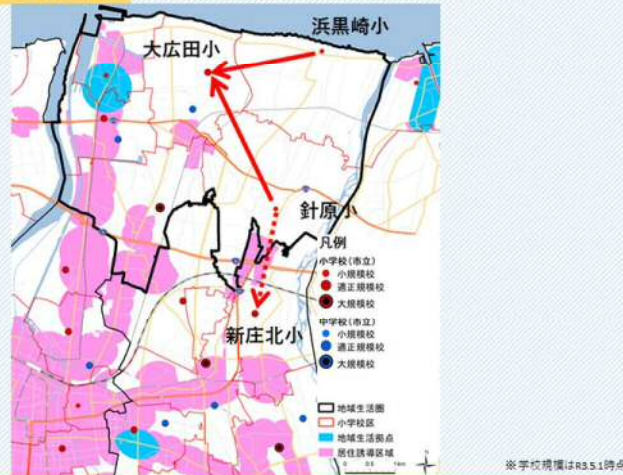 浜黒崎小
大広田小
針原小
凡例
小学校(市立)
小規模校
適正規模校
大規模校
中学校(市立)
小規模校
適正規模校
大規模校
新庄北小
地域生活圏
小学校区
地域生活拠点
居住誘導区域
0 0.5 1km
※学校規模はR3.5.1時点